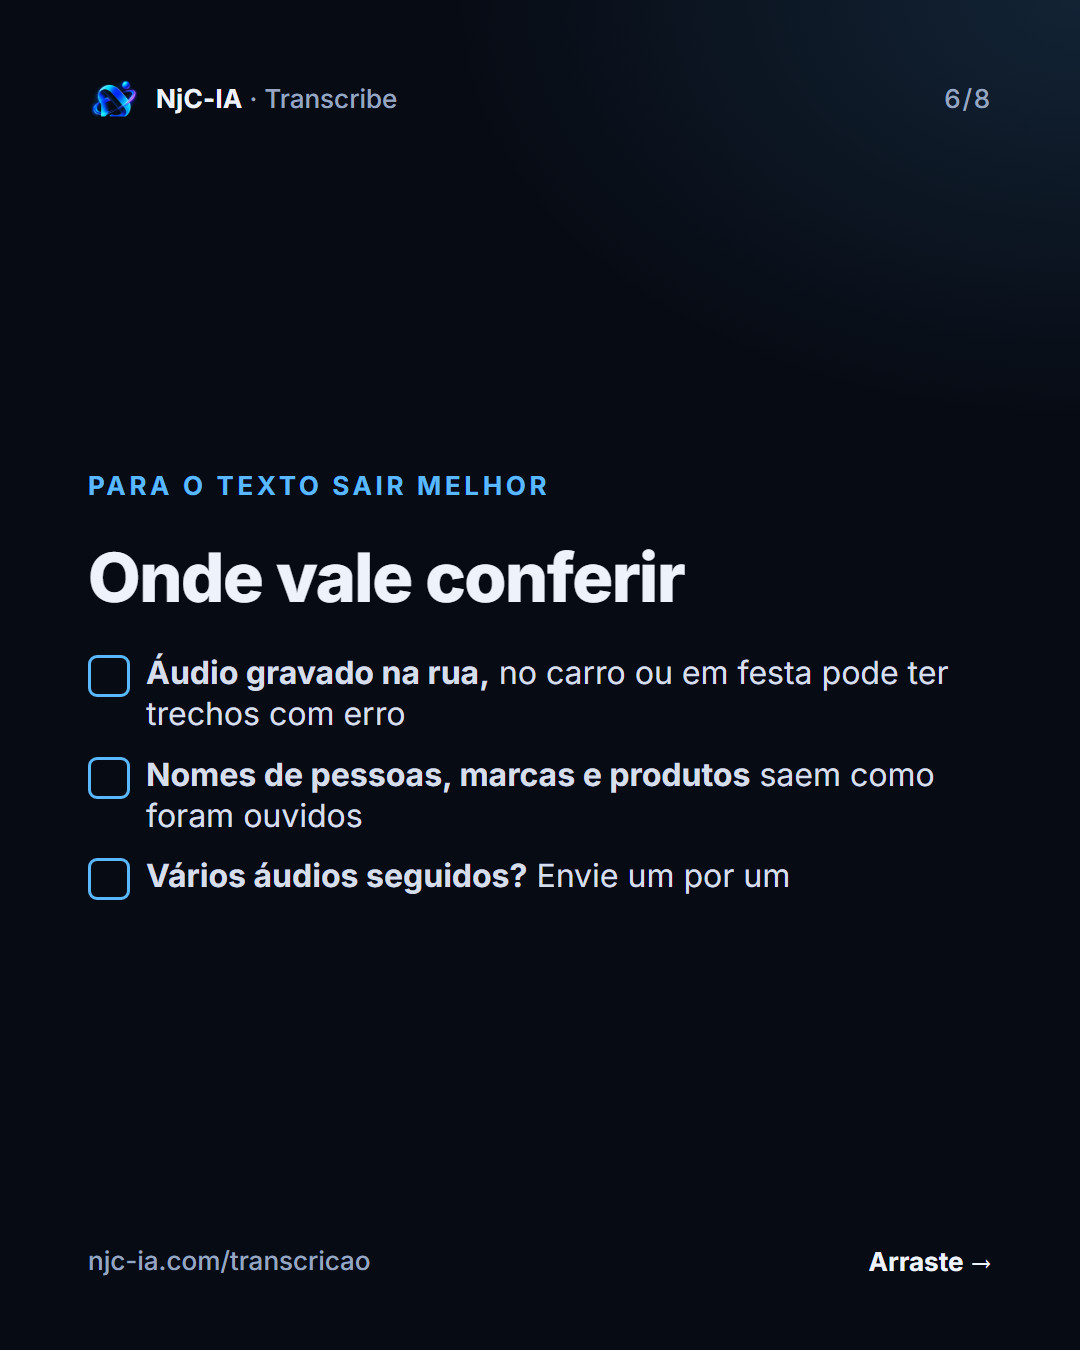 NjC-IA · Transcribe
6/8
PARA O TEXTO SAIR MELHOR
Onde vale conferir
Áudio gravado na rua, no carro ou em festa pode ter
trechos com erro
Nomes de pessoas, marcas e produtos saem como
foram ouvidos
Vários áudios seguidos? Envie um por um
njc-ia.com/transcricao
Arraste →